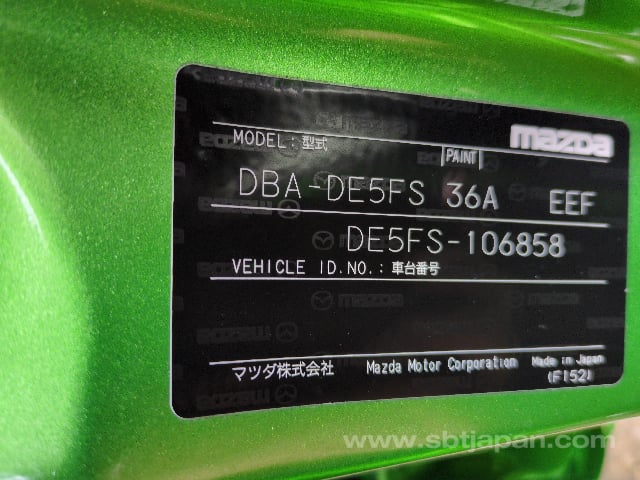 mazda
MODEL : 型式
PAINT
DBA-DE5FS 36A EEF
DE5FS-106858
VEHICLE ID.NO.: 車台番号
マツダ株式会社 Mazda Motor Corporation Made in Japan
(F152)
www.sbtjapan.com